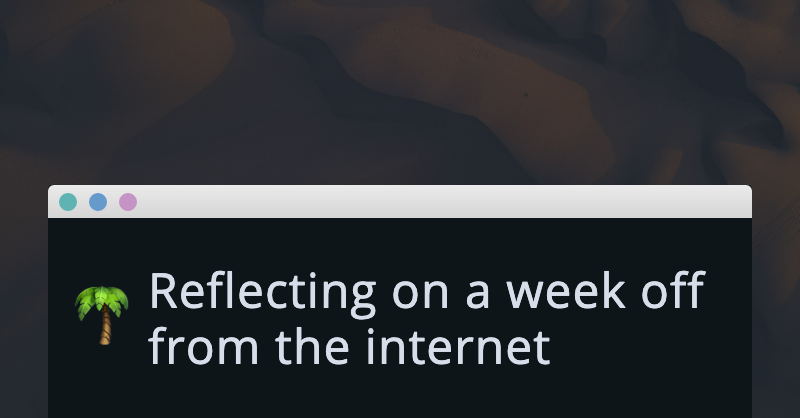 🌴 Reflecting on a week off
from the internet